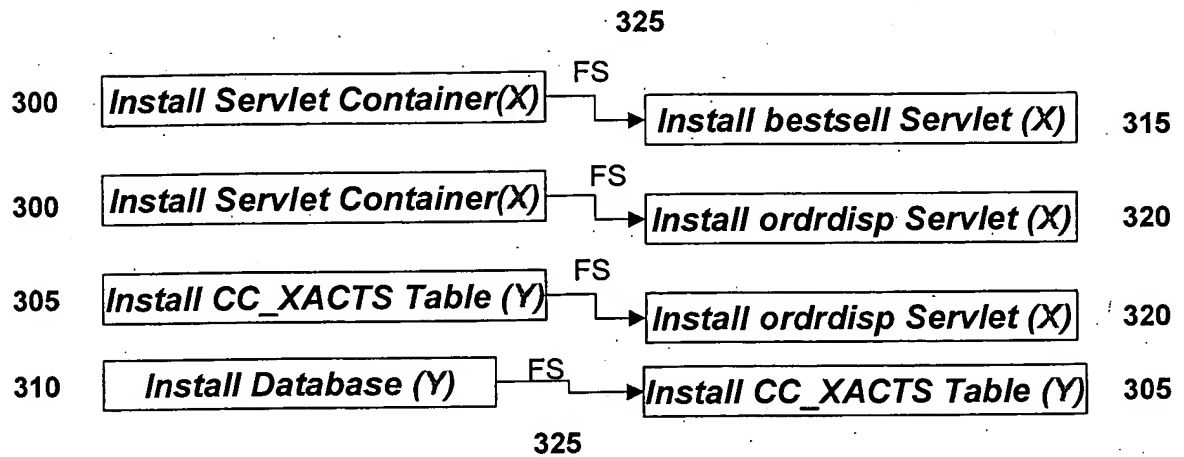 325
FS
300 Install Servlet Container(X) Install bestsell Servlet (X) 315
FS
300 Install Servlet Container(X) Install ordrdisp Servlet (X) 320
FS
305 Install CC_XACTS Table (Y) Install ordrdisp Servlet (X) 320
FS
310 Install Database (Y) Install CC_XACTS Table (Y) 305
325